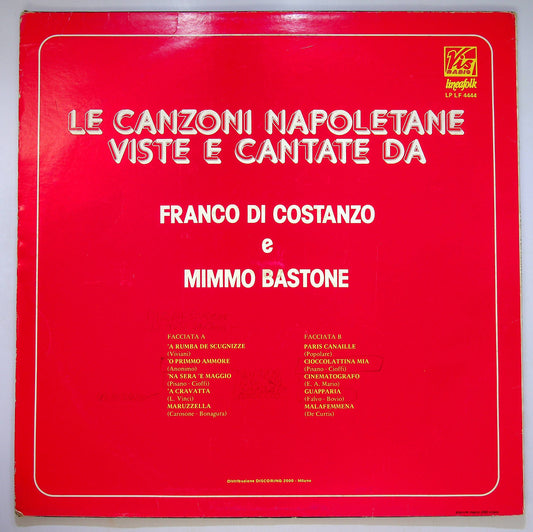 Vis
RADIO
lineafolk
LP LF 4444
LE CANZONI NAPOLETANE
VISTE E CANTATE DA
FRANCO DI COSTANZO
e
MIMMO BASTONE
FACCIATA A
'A RUMBA DE SCUGNIZZE
(Viviani)
'O PRIMMO AMMORE
(Anonimo)
'NA SERA 'E MAGGIO
(Pisano - Cioffi)
'A CRAVATTA
(L. Vinci)
MARUZZELLA
(Carosone - Bonagura)
FACCIATA B
PARIS CANAILLE
(Popolare)
CIOCCOLATTINA MIA
(Pisano - Cioffi)
CINEMATOGRAFO
(E. A. Mario)
GUAPPARIA
(Falvo - Bovio)
MALAFEMMENA
(De Curtis)
Distribuzione DISCORING 2000 - Milano